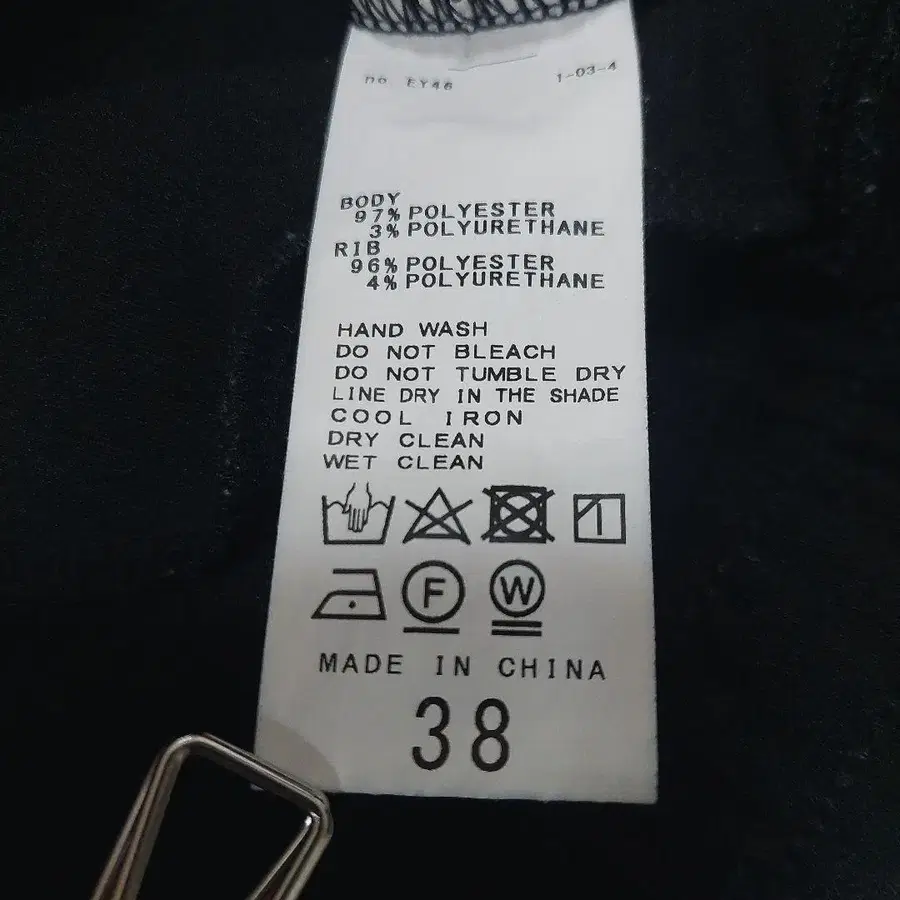 no. EY46 1-03-4
BODY
97% POLYESTER
3% POLYURETHANE
RIB
96% POLYESTER
4% POLYURETHANE
HAND WASH
DO NOT BLEACH
DO NOT TUMBLE DRY
LINE DRY IN THE SHADE
COOL IRON
DRY CLEAN
WET CLEAN
F W
MADE IN CHINA
38